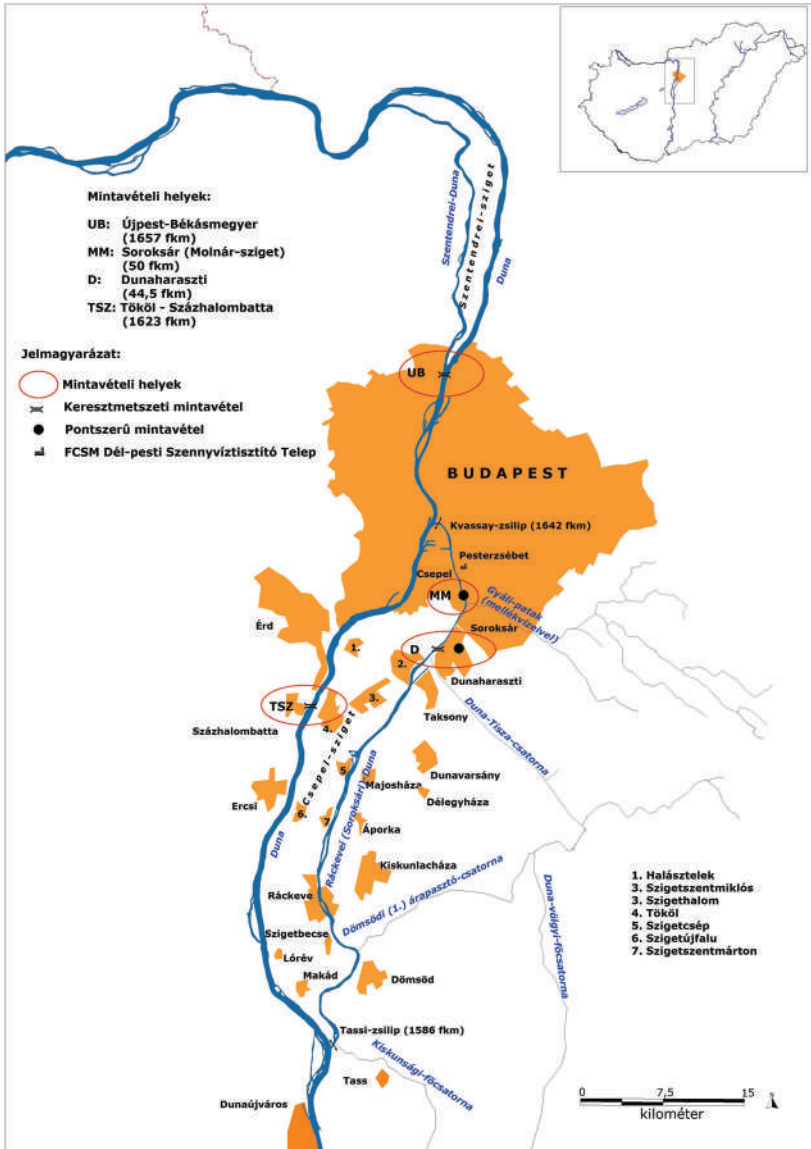 Mintavételi helyek:
UB: Újpest-Békásmegyer
(1657 fkm)
MM: Soroksár (Molnár-sziget)
(50 fkm)
D: Dunaharaszti
(44,5 fkm)
TSZ: Tököl - Százhalombatta
(1623 fkm)
Jelmagyarázat:
Mintavételi helyek
Keresztmetszeti mintavétel
Pontszerű mintavétel
FCSM Dél-pesti Szennyvíztisztító Telep
Szentendrei-Duna
Szentendrei-sziget
Duna
UB
BUDAPEST
Kvassay-zsilip (1642 fkm)
Pesterzsébet
Csepel
MM
Gyáli-patak
(mellékvizeivel)
Soroksár
Érd
1.
D
2.
Dunaharaszti
3.
TSZ
4.
Taksony
Százhalombatta
Csepel-sziget
Duna-Tisza-csatorna
5
Majosháza
Dunavarsány
Délegyháza
Ercsi
6.
7
Duna
Ráckevei (Soroksári)-Duna
Áporka
Kiskunlacháza
Ráckeve
Dömsödi (1.) árapasztó-csatorna
Duna-völgyi-főcsatorna
Szigetbecse
Lórév
Makád
Dömsöd
1. Halásztelek
3. Szigetszentmiklós
3. Szigethalom
4. Tököl
5. Szigetcsép
6. Szigetújfalu
7. Szigetszentmárton
Tassi-zsilip (1586 fkm)
Kiskunsági-főcsatorna
Tass
Dunaújváros
0 7,5 15
kilométer